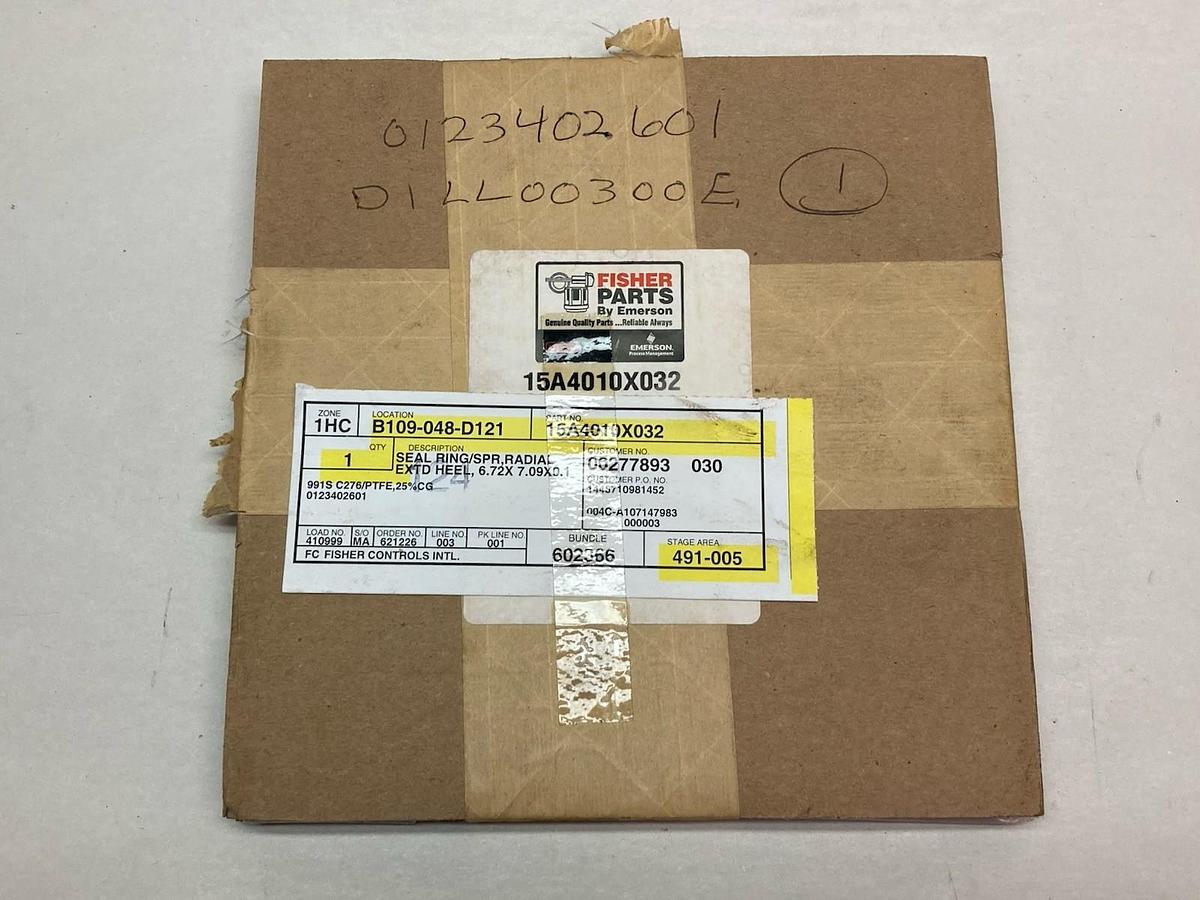 0123402601
D1LL00300E 1
FISHER
PARTS
By Emerson
Genuine Quality Parts ...Reliable Always
EMERSON
Process Management
15A4010X032
ZONE LOCATION PART NO.
1HC B109-048-D121 15A4010X032
QTY DESCRIPTION CUSTOMER NO.
1 SEAL RING/SPR,RADIAL 00277893 030
EXTD HEEL, 6.72X 7.09X0.1
CUSTOMER P.O. NO.
991S C276/PTFE,25%CG 1445710981452
0123402601
124
004C-A107147983
000003
LOAD NO. S/O ORDER NO. LINE NO. PK LINE NO. BUNDLE STAGE AREA
410999 MA 621226 003 001 602366 491-005
FC FISHER CONTROLS INTL.